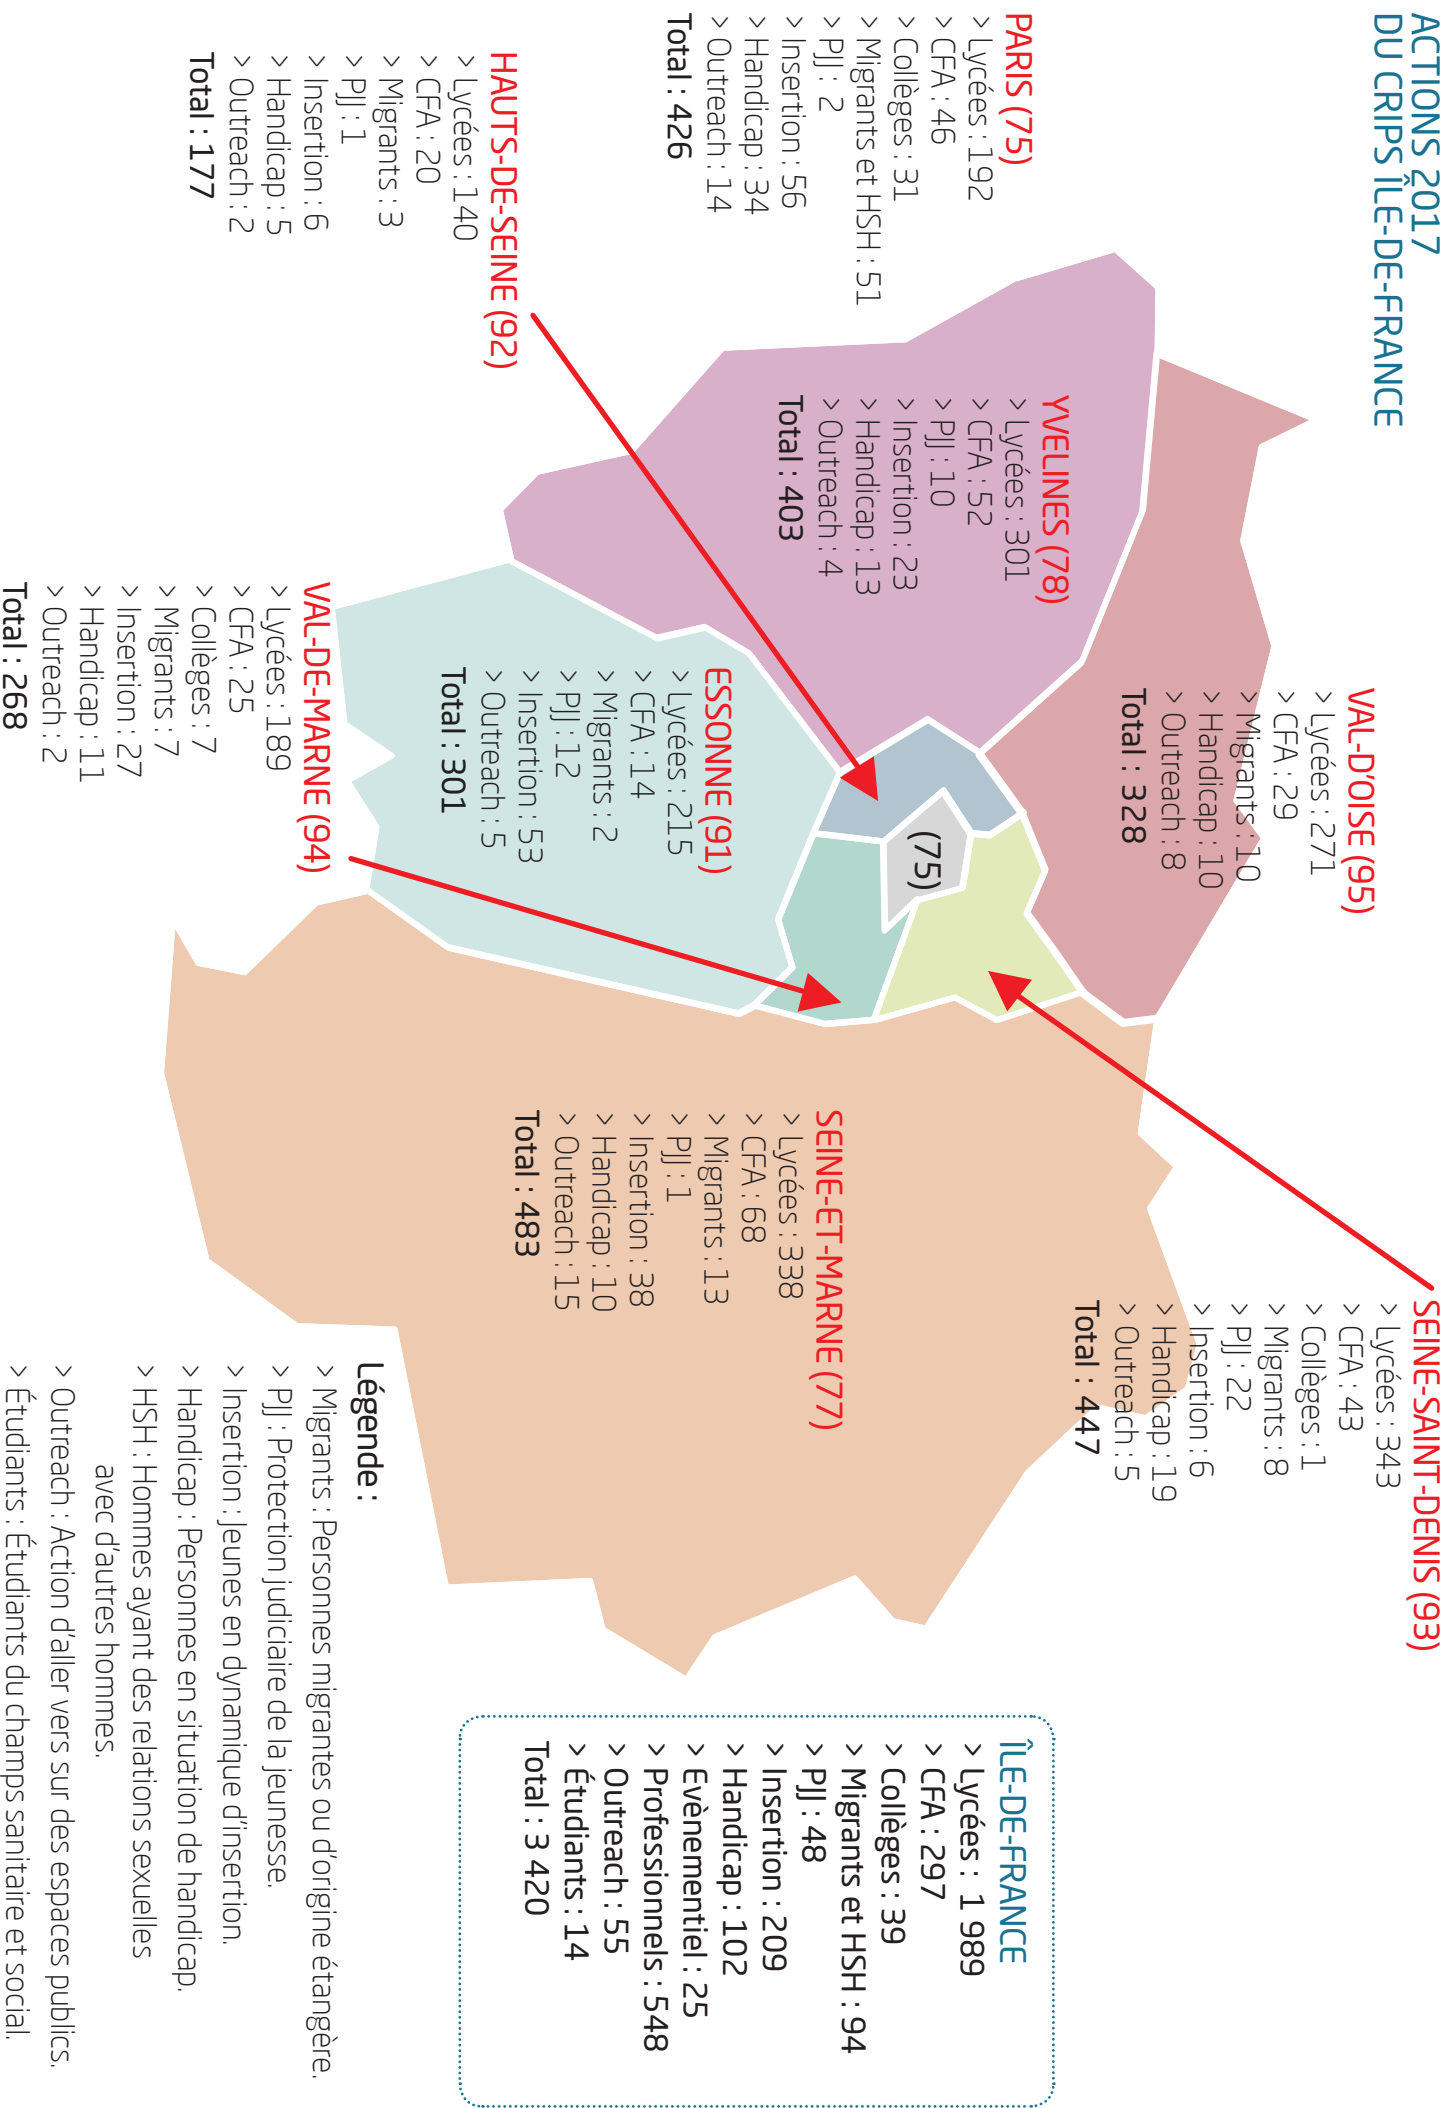 ACTIONS 2017
DU CRIPS ÎLE-DE-FRANCE
PARIS (75)
> Lycées : 192
> CFA : 46
> Collèges : 31
> Migrants et HSH : 51
> PJJ : 2
> Insertion : 56
> Handicap : 34
> Outreach : 14
Total : 426
HAUTS-DE-SEINE (92)
> Lycées : 140
> CFA : 20
> Migrants : 3
> PJJ : 1
> Insertion : 6
> Handicap : 5
> Outreach : 2
Total : 177
YVELINES (78)
> Lycées : 301
> CFA : 52
> PJJ : 10
> Insertion : 23
> Handicap : 13
> Outreach : 4
Total : 403
VAL-D'OISE (95)
> Lycées : 271
> CFA : 29
> Migrants : 10
> Handicap : 10
> Outreach : 8
Total : 328
(75)
ESSONNE (91)
> Lycées : 215
> CFA : 14
> Migrants : 2
> PJJ : 12
> Insertion : 53
> Outreach : 5
Total : 301
VAL-DE-MARNE (94)
> Lycées : 189
> CFA : 25
> Collèges : 7
> Migrants : 7
> Insertion : 27
> Handicap : 11
> Outreach : 2
Total : 268
SEINE-SAINT-DENIS (93)
> Lycées : 343
> CFA : 43
> Collèges : 1
> Migrants : 8
> PJJ : 22
> Insertion : 6
> Handicap : 19
> Outreach : 5
Total : 447
SEINE-ET-MARNE (77)
> Lycées : 338
> CFA : 68
> Migrants : 13
> PJJ : 1
> Insertion : 38
> Handicap : 10
> Outreach : 15
Total : 483
ÎLE-DE-FRANCE
> Lycées : 1 989
> CFA : 297
> Collèges : 39
> Migrants et HSH : 94
> PJJ : 48
> Insertion : 209
> Handicap : 102
> Evènementiel : 25
> Professionnels : 548
> Outreach : 55
> Étudiants : 14
Total : 3 420
Légende :
> Migrants : Personnes migrantes ou d'origine étangère.
> PJJ : Protection judiciaire de la jeunesse.
> Insertion : Jeunes en dynamique d'insertion.
> Handicap : Personnes en situation de handicap.
> HSH : Hommes ayant des relations sexuelles
avec d'autres hommes.
> Outreach : Action d'aller vers sur des espaces publics.
> Étudiants : Étudiants du champs sanitaire et social.